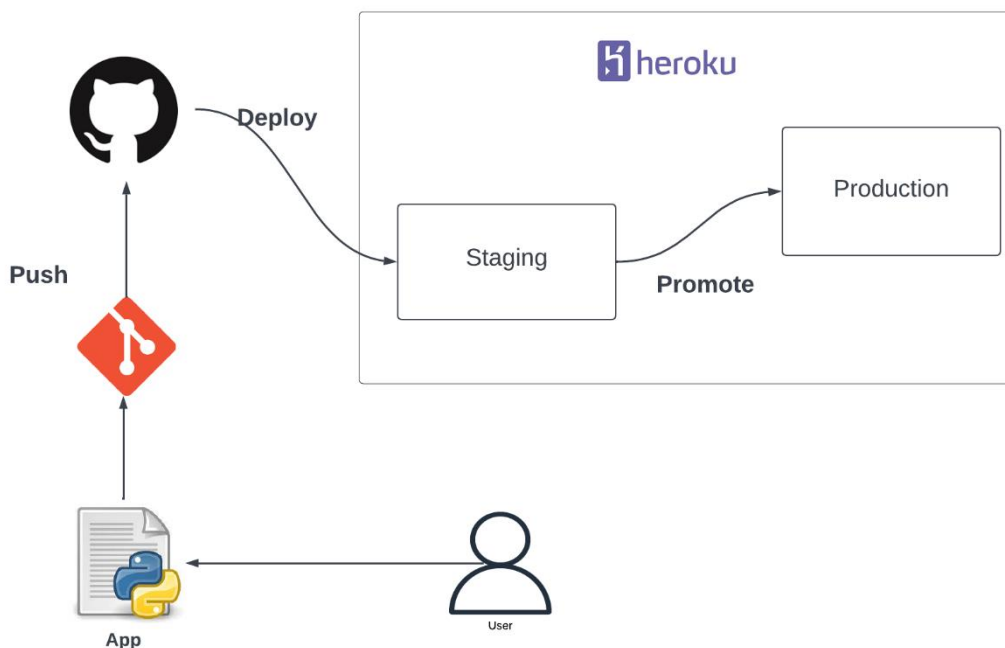 heroku
Deploy
Production
Staging
Push
Promote
App
User